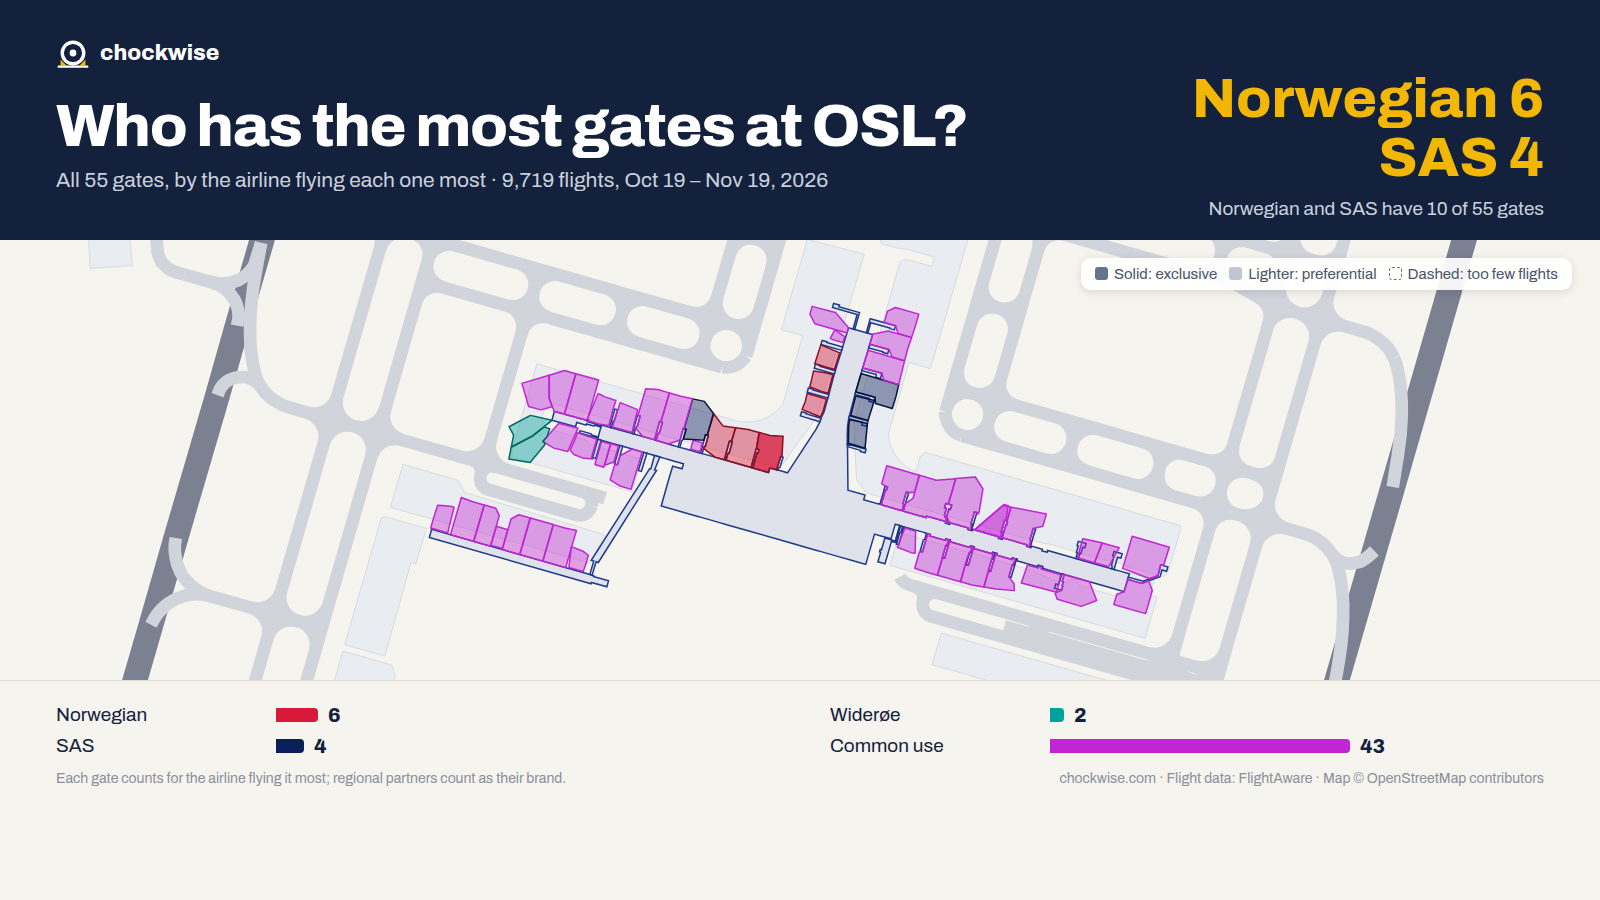 chockwise
Who has the most gates at OSL?
All 55 gates, by the airline flying each one most · 9,719 flights, Oct 19 – Nov 19, 2026
Norwegian 6
SAS 4
Norwegian and SAS have 10 of 55 gates
Solid: exclusive Lighter: preferential Dashed: too few flights
Norwegian 6
SAS 4
Widerøe 2
Common use 43
Each gate counts for the airline flying it most; regional partners count as their brand.
chockwise.com · Flight data: FlightAware · Map © OpenStreetMap contributors